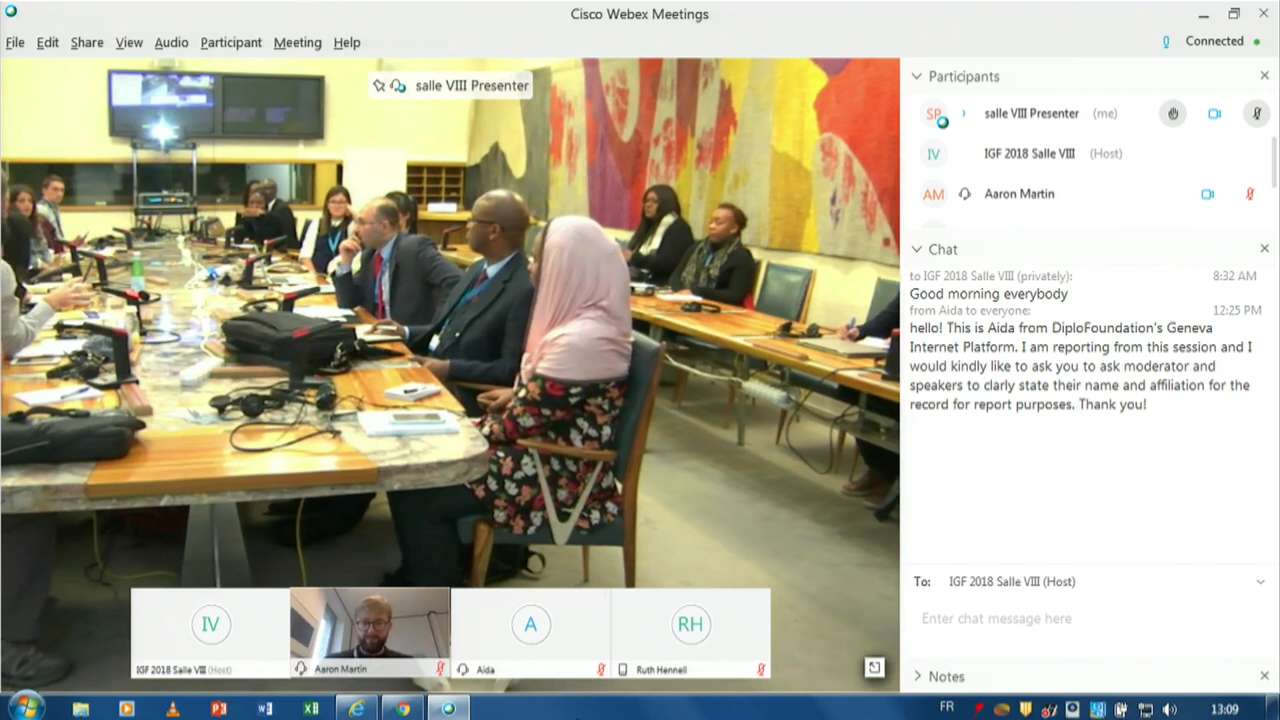 Cisco Webex Meetings
File Edit Share View Audio Participant Meeting Help
Connected
salle VIII Presenter
Participants
SP salle VIII Presenter (me)
IV IGF 2018 Salle VIII (Host)
AM Aaron Martin
Chat
to IGF 2018 Salle VIII (privately): 8:32 AM
Good morning everybody
from Aida to everyone: 12:25 PM
hello! This is Aida from DiploFoundation's Geneva
Internet Platform. I am reporting from this session and I
would kindly like to ask you to ask moderator and
speakers to clarly state their name and affiliation for the
record for report purposes. Thank you!
To: IGF 2018 Salle VIII (Host)
Enter chat message here
Notes
IV
IGF 2018 Salle VIII (Host)
Aaron Martin
A
Aida
RH
Ruth Hennell
FR
13:09